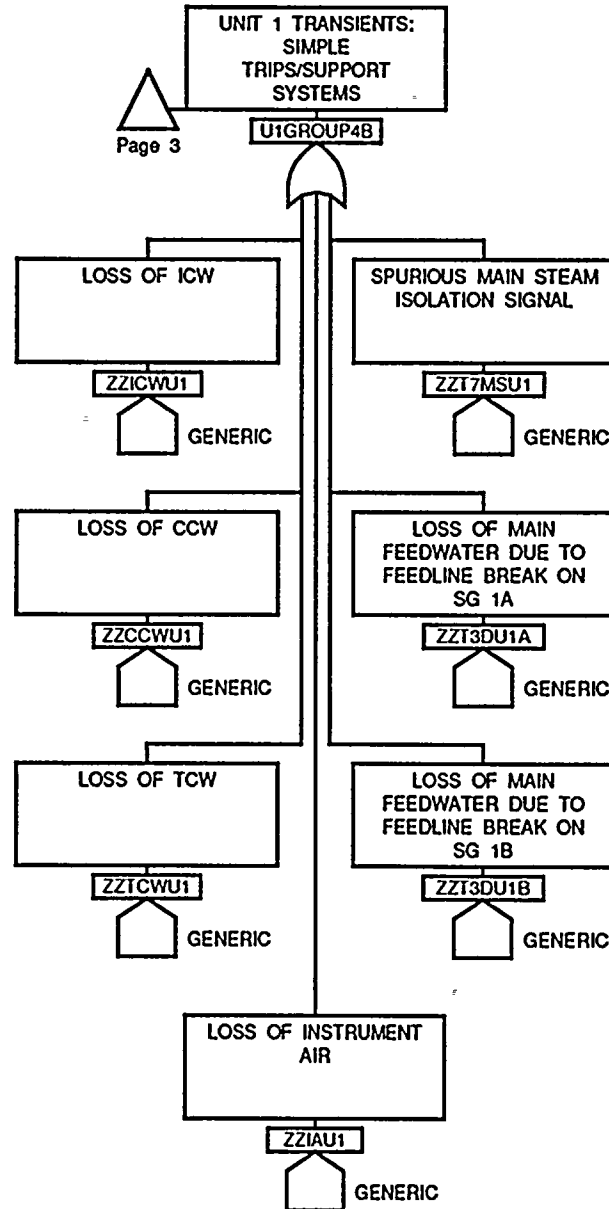 UNIT 1 TRANSIENTS:
SIMPLE
TRIPS/SUPPORT
SYSTEMS
Page 3
U1GROUP4B
LOSS OF ICW
ZZICWU1
GENERIC
SPURIOUS MAIN STEAM
ISOLATION SIGNAL
ZZT7MSU1
GENERIC
LOSS OF CCW
ZZCCWU1
GENERIC
LOSS OF MAIN
FEEDWATER DUE TO
FEEDLINE BREAK ON
SG 1A
ZZT3DU1A
GENERIC
LOSS OF TCW
ZZTCWU1
GENERIC
LOSS OF MAIN
FEEDWATER DUE TO
FEEDLINE BREAK ON
SG 1B
ZZT3DU1B
GENERIC
LOSS OF INSTRUMENT
AIR
ZZIAU1
GENERIC